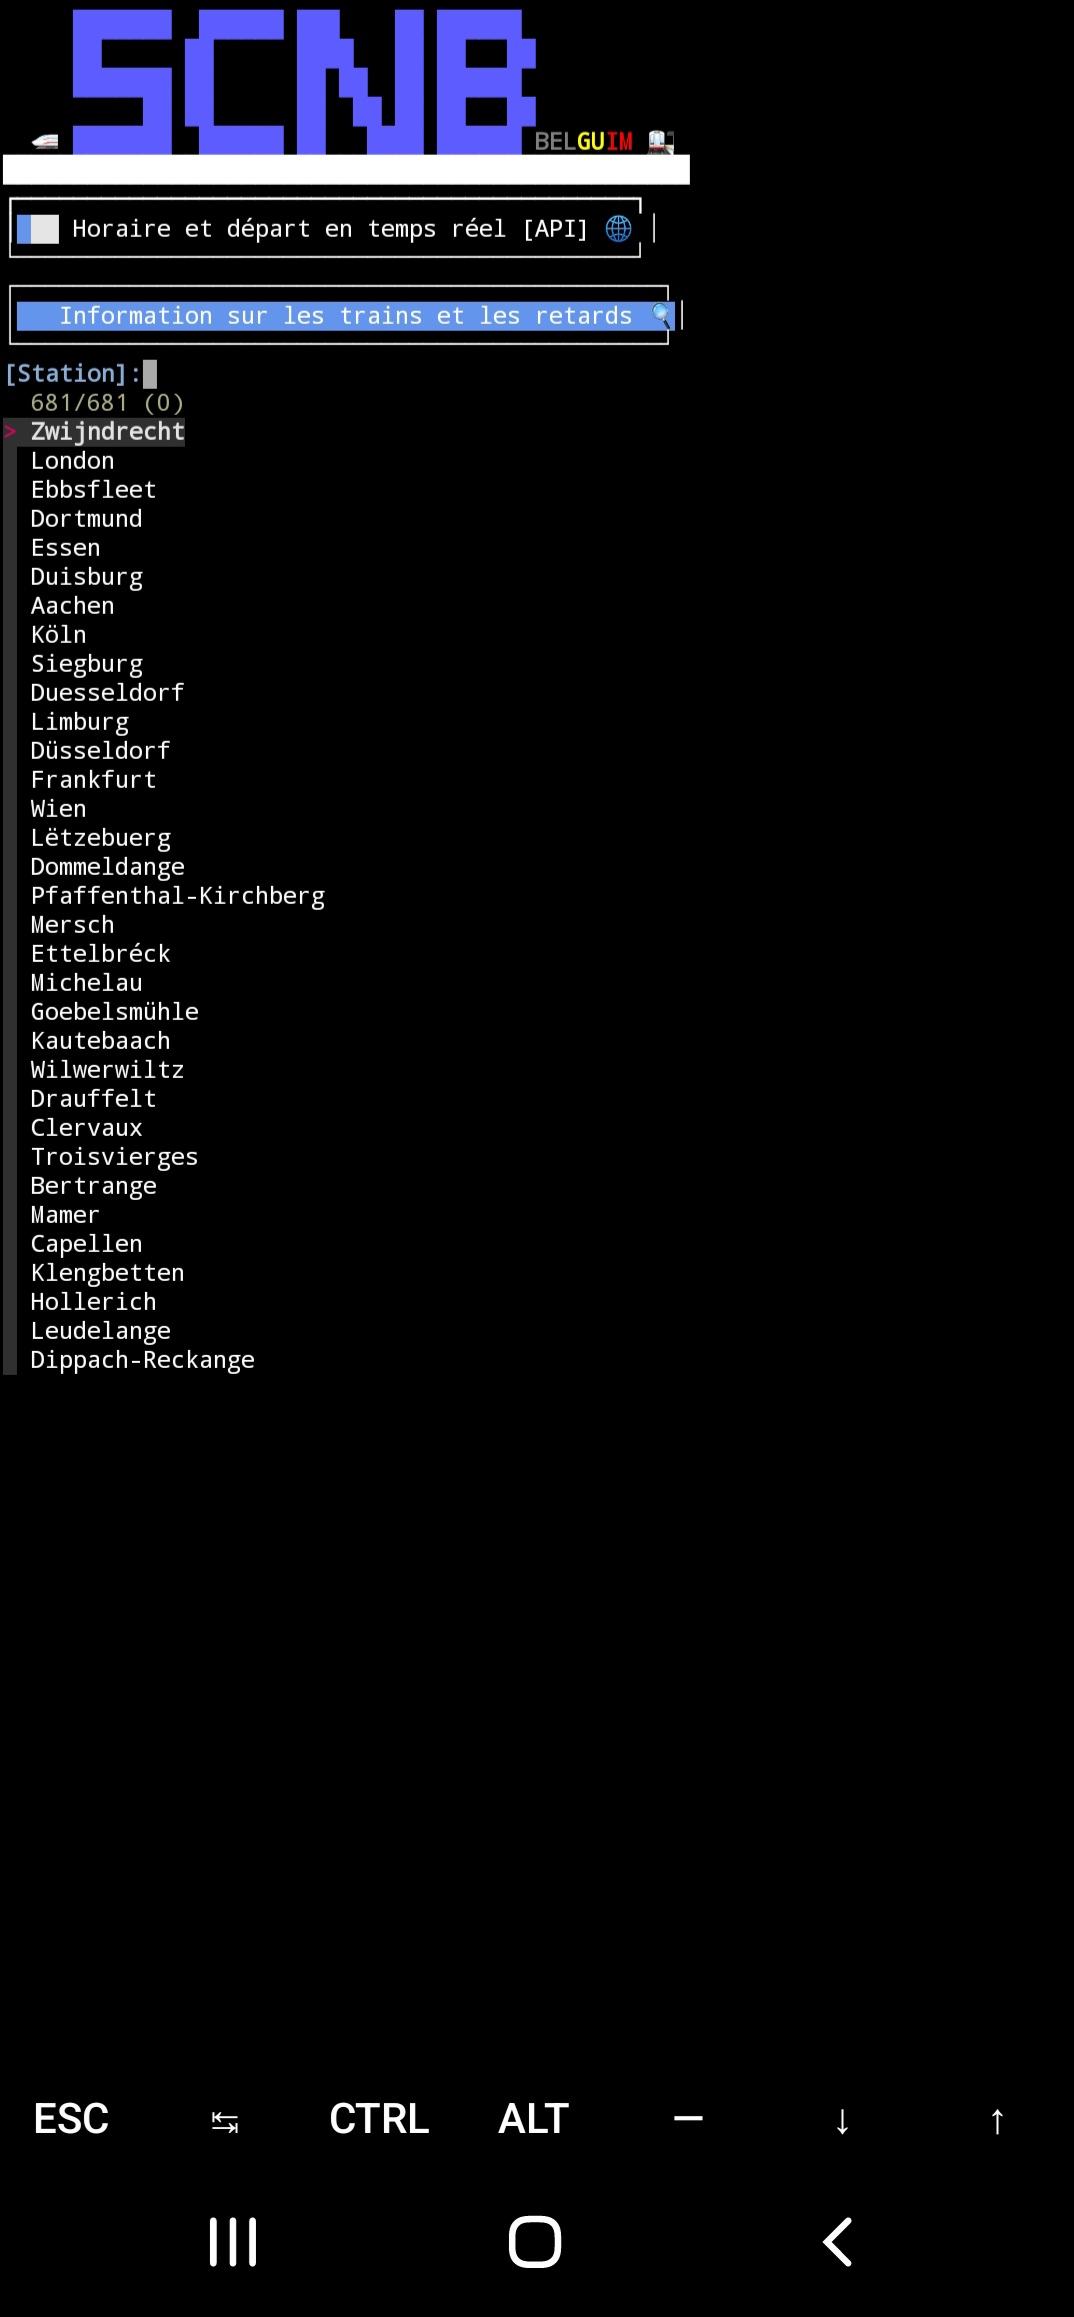 SCNB
BELGUIM
Horaire et départ en temps réel [API]
Information sur les trains et les retards
[Station]:
681/681 (0)
> Zwijndrecht
London
Ebbsfleet
Dortmund
Essen
Duisburg
Aachen
Köln
Siegburg
Duesseldorf
Limburg
Düsseldorf
Frankfurt
Wien
Lëtzebuerg
Dommeldange
Pfaffenthal-Kirchberg
Mersch
Ettelbréck
Michelau
Goebelsmühle
Kautebaach
Wilwerwiltz
Drauffelt
Clervaux
Troisvierges
Bertrange
Mamer
Capellen
Klengbetten
Hollerich
Leudelange
Dippach-Reckange
ESC ↹ CTRL ALT — ↓ ↑